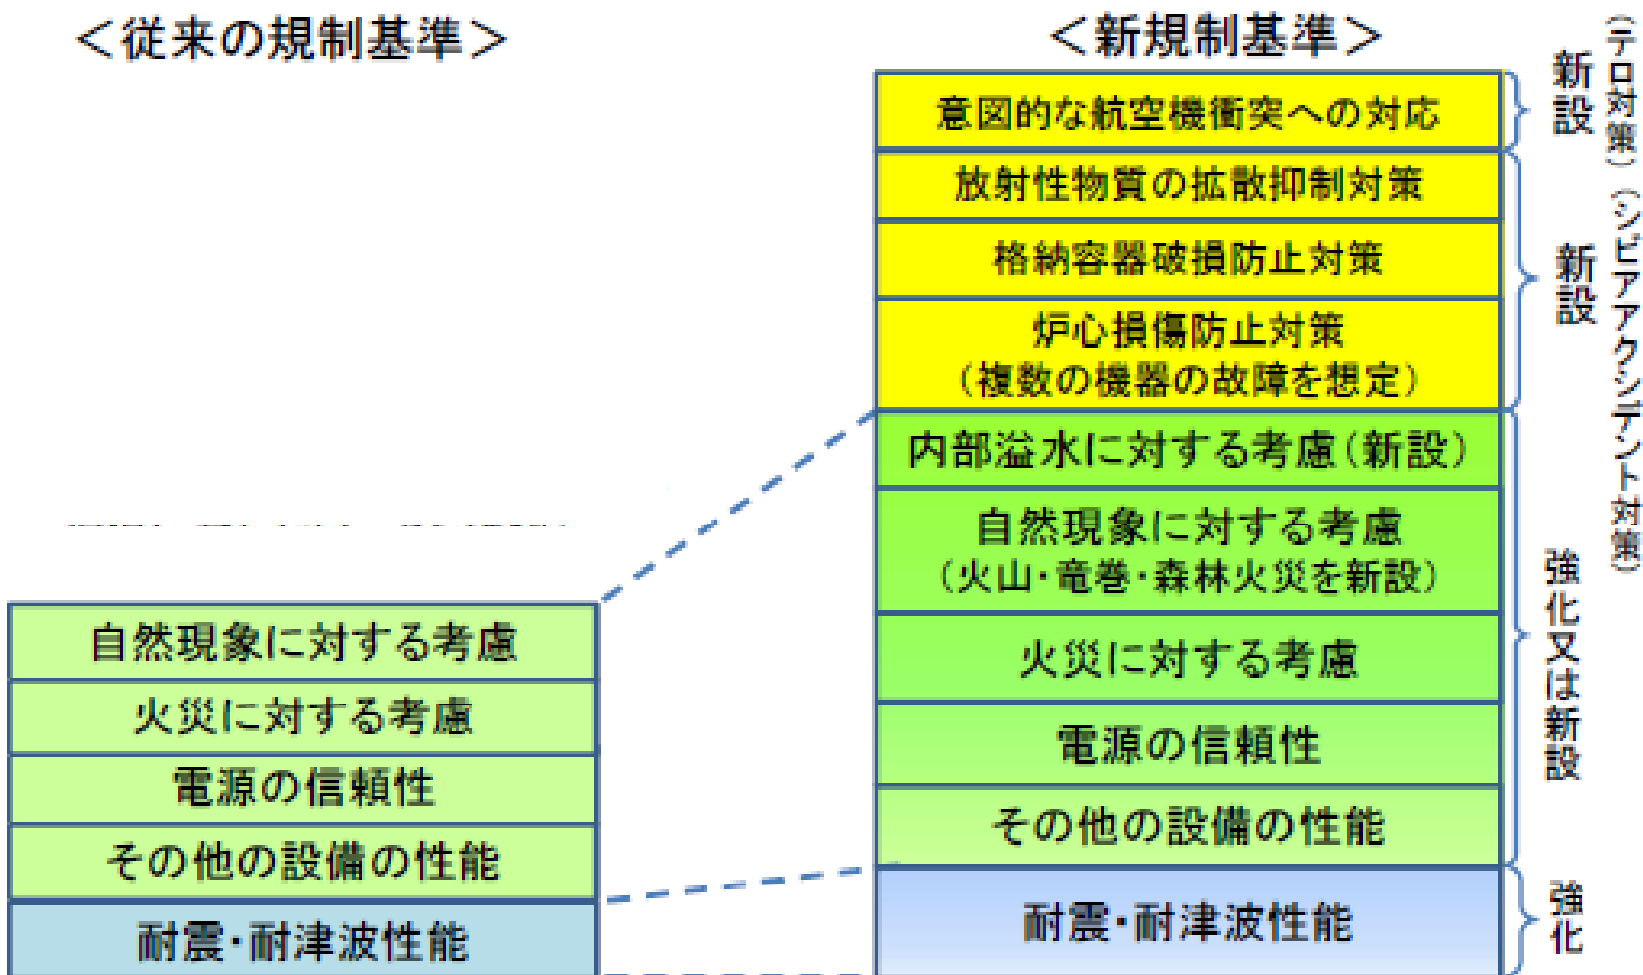 ＜従来の規制基準＞
自然現象に対する考慮
火災に対する考慮
電源の信頼性
その他の設備の性能
耐震・耐津波性能
＜新規制基準＞
意図的な航空機衝突への対応
放射性物質の拡散抑制対策
格納容器破損防止対策
炉心損傷防止対策
（複数の機器の故障を想定）
内部溢水に対する考慮（新設）
自然現象に対する考慮
（火山・竜巻・森林火災を新設）
火災に対する考慮
電源の信頼性
その他の設備の性能
耐震・耐津波性能
新設
（テロ対策）
新設
（シビアアクシデント対策）
強化又は新設
強化